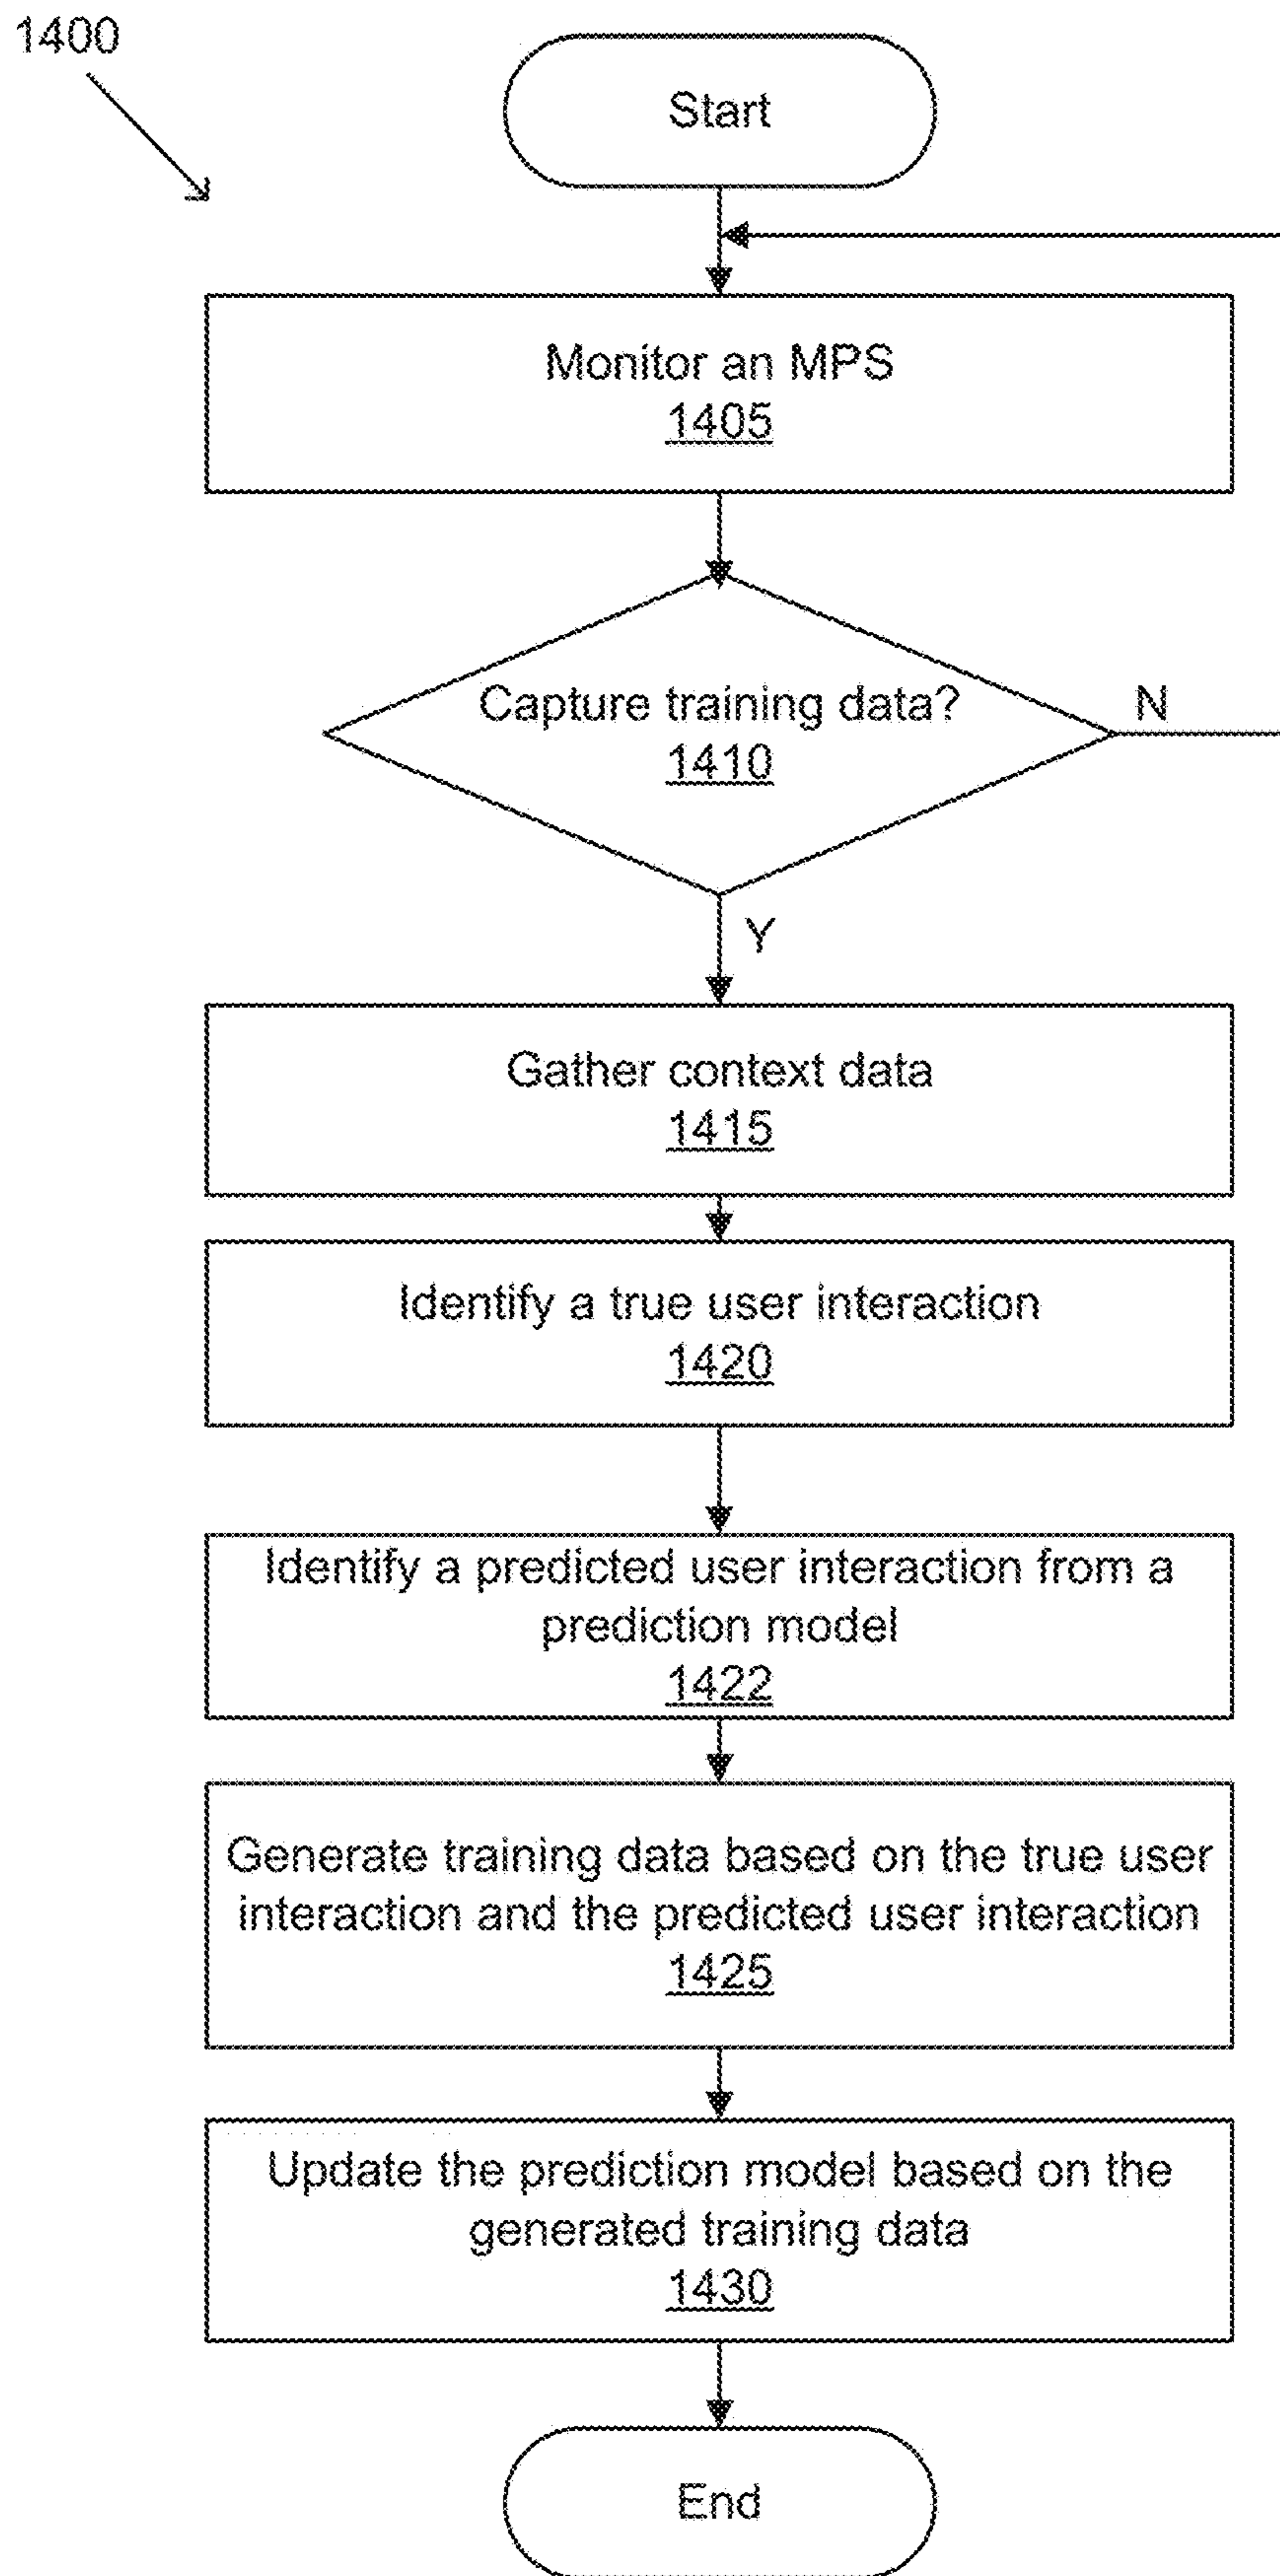 1400
Start
Monitor an MPS
1405
Capture training data?
1410
N
Y
Gather context data
1415
Identify a true user interaction
1420
Identify a predicted user interaction from a
prediction model
1422
Generate training data based on the true user
interaction and the predicted user interaction
1425
Update the prediction model based on the
generated training data
1430
End